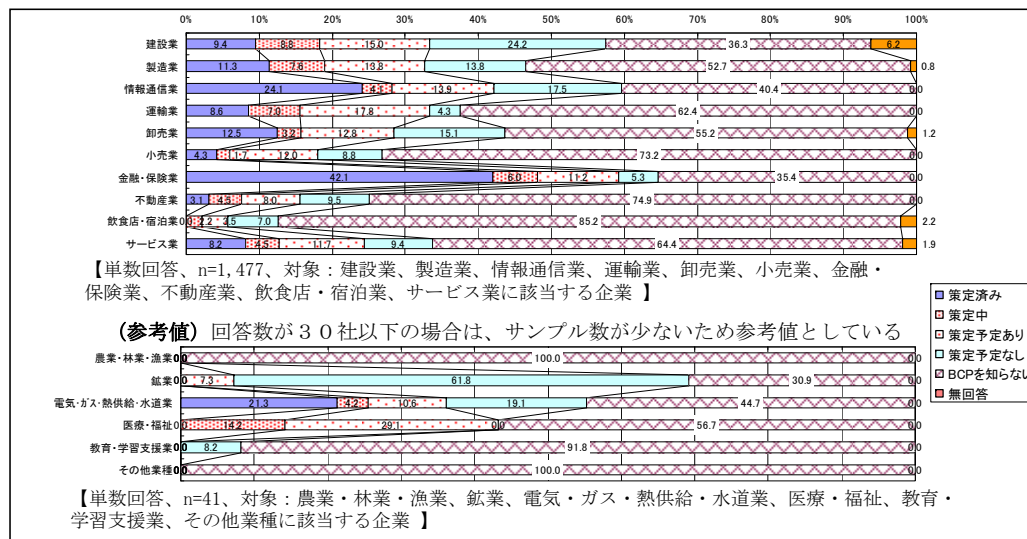 0% 10% 20% 30% 40% 50% 60% 70% 80% 90% 100%
建設業 9.4 8.8 15.0 24.2 36.3 6.2
製造業 11.3 7.6 13.8 13.8 52.7 0.8
情報通信業 24.1 4.1 13.9 17.5 40.4 0.0
運輸業 8.6 7.0 17.8 4.3 62.4 0.0
卸売業 12.5 3.3 12.8 15.1 55.2 1.2
小売業 4.3 1.7 12.0 8.8 73.2 0.0
金融・保険業 42.1 6.0 11.2 5.3 35.4 0.0
不動産業 3.1 4.5 8.0 9.5 74.9 0.0
飲食店・宿泊業 0.0 2.2 3.5 7.0 85.2 2.2
サービス業 8.2 4.5 11.7 9.4 64.4 1.9
【単数回答、n=1,477、対象：建設業、製造業、情報通信業、運輸業、卸売業、小売業、金融・
保険業、不動産業、飲食店・宿泊業、サービス業に該当する企業 】
策定済み
策定中
策定予定あり
策定予定なし
BCPを知らない
無回答
(参考値) 回答数が３０社以下の場合は、サンプル数が少ないため参考値としている
0% 10% 20% 30% 40% 50% 60% 70% 80% 90% 100%
農業・林業・漁業 0.0 100.0 0.0
鉱業 0.0 7.3 61.8 30.9 0.0
電気・ガス・熱供給・水道業 21.3 4.2 10.6 19.1 44.7 0.0
医療・福祉 0.0 14.2 29.1 0.0 56.7 0.0
教育・学習支援業 0.0 8.2 91.8 0.0
その他業種 0.0 100.0 0.0
【単数回答、n=41、対象：農業・林業・漁業、鉱業、電気・ガス・熱供給・水道業、医療・福祉、教育・
学習支援業、その他業種に該当する企業 】